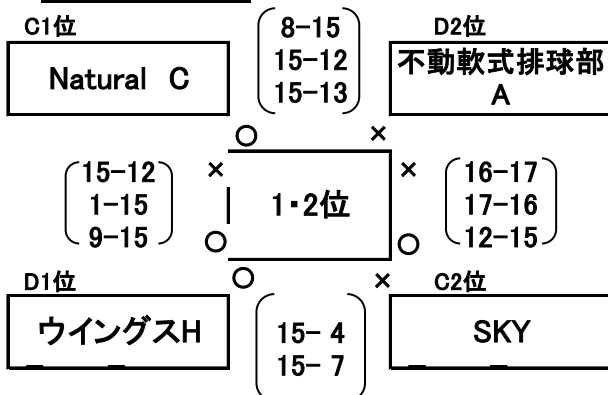 C1位
Natural C
8-15
15-12
15-13
D2位
不動軟式排球部
A
○
×
15-12
1-15
9-15
×
○
1・2位
×
○
16-17
17-16
12-15
○
×
D1位
ウイングスH
15- 4
15- 7
C2位
SKY